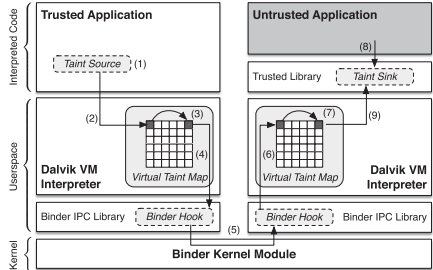 Interpreted Code
Trusted Application
Taint Source
(1)
(2)
Userspace
(3)
(4)
Virtual Taint Map
Dalvik VM
Interpreter
Binder IPC Library
Binder Hook
(5)
Untrusted Application
(8)
Trusted Library
Taint Sink
(9)
(7)
(6)
Virtual Taint Map
Dalvik VM
Interpreter
Binder Hook
Binder IPC Library
Kernel
Binder Kernel Module